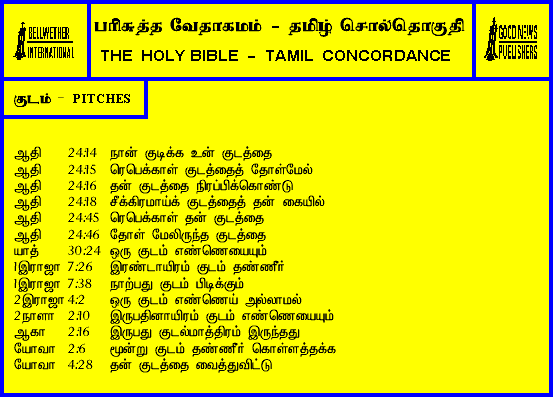 BELLWETHER
INTERNATIONAL
பரிசுத்த வேதாகமம் - தமிழ் சொல்தொகுதி
THE HOLY BIBLE - TAMIL CONCORDANCE
GOOD NEWS
PUBLISHERS
குடம் - PITCHES
ஆதி 24:14 நான் குடிக்க உன் குடத்தை
ஆதி 24:15 ரெபெக்காள் குடத்தைத் தோள்மேல்
ஆதி 24:16 தன் குடத்தை நிரப்பிக்கொண்டு
ஆதி 24:18 சீக்கிரமாய்க் குடத்தைத் தன் கையில்
ஆதி 24:45 ரெபெக்காள் தன் குடத்தை
ஆதி 24:46 தோள் மேலிருந்த குடத்தை
யாத் 30:24 ஒரு குடம் எண்ணெயையும்
1இராஜா 7:26 இரண்டாயிரம் குடம் தண்ணீர்
1இராஜா 7:38 நாற்பது குடம் பிடிக்கும்
2இராஜா 4:2 ஒரு குடம் எண்ணெய் அல்லாமல்
2நாளா 2:10 இருபதினாயிரம் குடம் எண்ணெயையும்
ஆகா 2:16 இருபது குடல்மாத்திரம் இருந்தது
யோவா 2:6 மூன்று குடம் தண்ணீர் கொள்ளத்தக்க
யோவா 4:28 தன் குடத்தை வைத்துவிட்டு